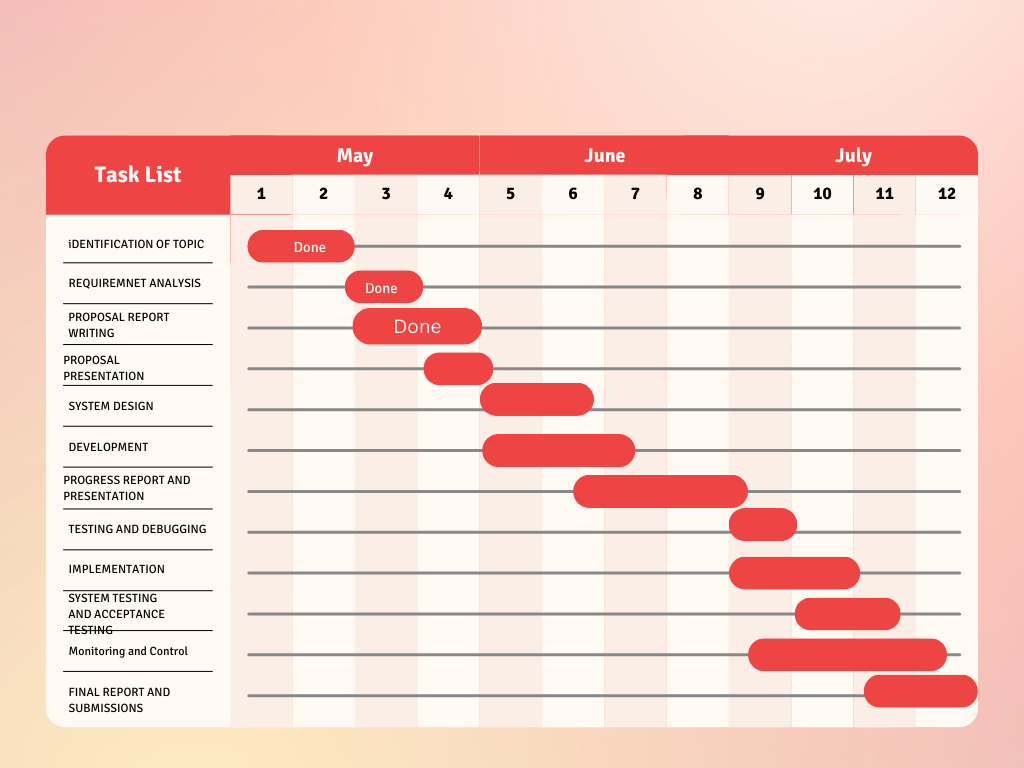 Task List
May
June
July
1 2 3 4 5 6 7 8 9 10 11 12
iDENTIFICATION OF TOPIC
Done
REQUIREMNET ANALYSIS
Done
PROPOSAL REPORT
WRITING
Done
PROPOSAL
PRESENTATION
SYSTEM DESIGN
DEVELOPMENT
PROGRESS REPORT AND
PRESENTATION
TESTING AND DEBUGGING
IMPLEMENTATION
SYSTEM TESTING
AND ACCEPTANCE
TESTING
Monitoring and Control
FINAL REPORT AND
SUBMISSIONS